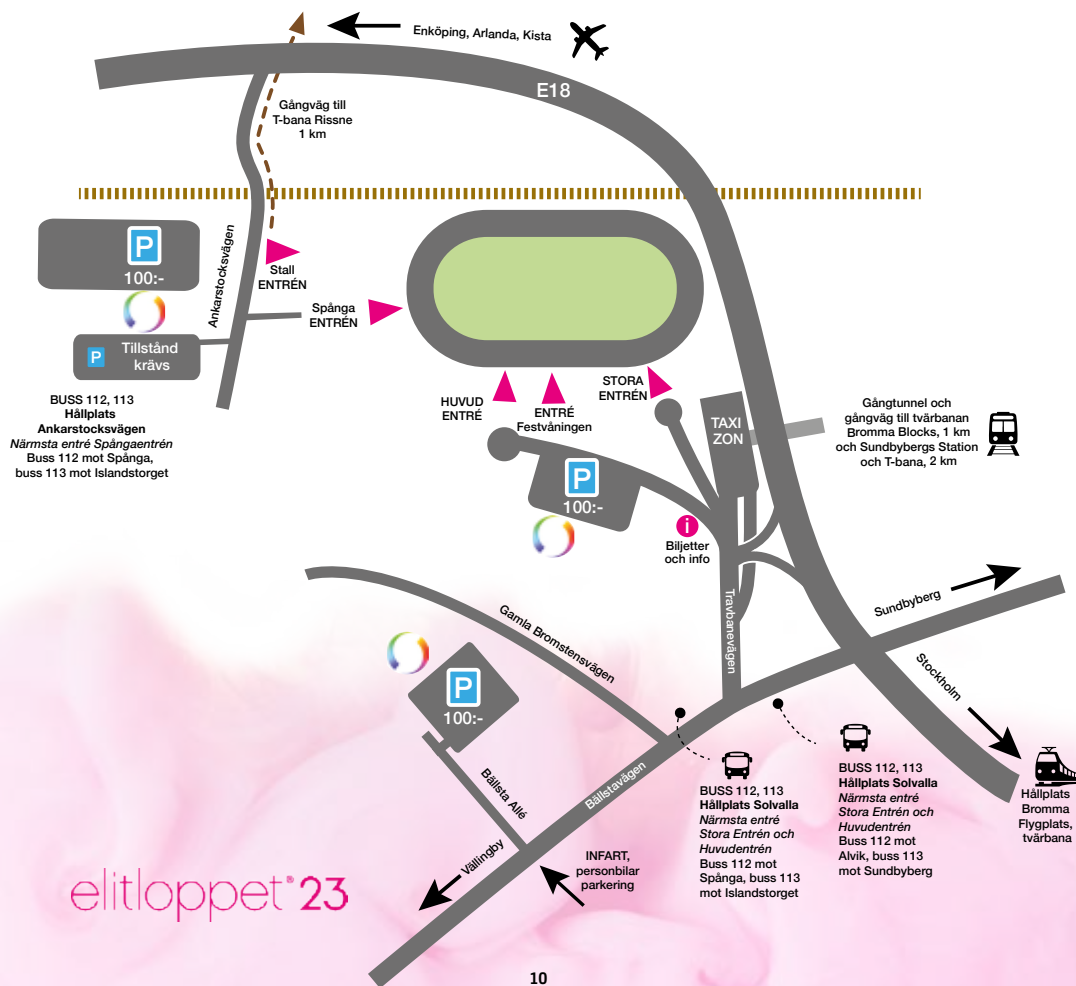 Enköping, Arlanda, Kista
E18
Gångväg till
T-bana Rissne
1 km
P
100:-
Ankarstocksvägen
Stall
ENTRÉN
Spånga
ENTRÉN
P
Tillstånd
krävs
BUSS 112, 113
Hållplats
Ankarstocksvägen
Närmsta entré Spångaentrén
Buss 112 mot Spånga,
buss 113 mot Islandstorget
HUVUD
ENTRÉ
ENTRÉ
Festvåningen
STORA
ENTRÉN
TAXI
ZON
Gångtunnel och
gångväg till tvärbanan
Bromma Blocks, 1 km
och Sundbybergs Station
och T-bana, 2 km
P
100:-
i
Biljetter
och info
Travbanevägen
Gamla Bromstensvägen
Sundbyberg
Stockholm
P
100:-
Bällsta Allé
Bällstavägen
Vällingby
INFART,
personbilar
parkering
BUSS 112, 113
Hållplats Solvalla
Närmsta entré
Stora Entrén och
Huvudentrén
Buss 112 mot
Spånga, buss 113
mot Islandstorget
BUSS 112, 113
Hållplats Solvalla
Närmsta entré
Stora Entrén och
Huvudentrén
Buss 112 mot
Alvik, buss 113
mot Sundbyberg
Hållplats
Bromma
Flygplats,
tvärbana
elitloppet® 23
10